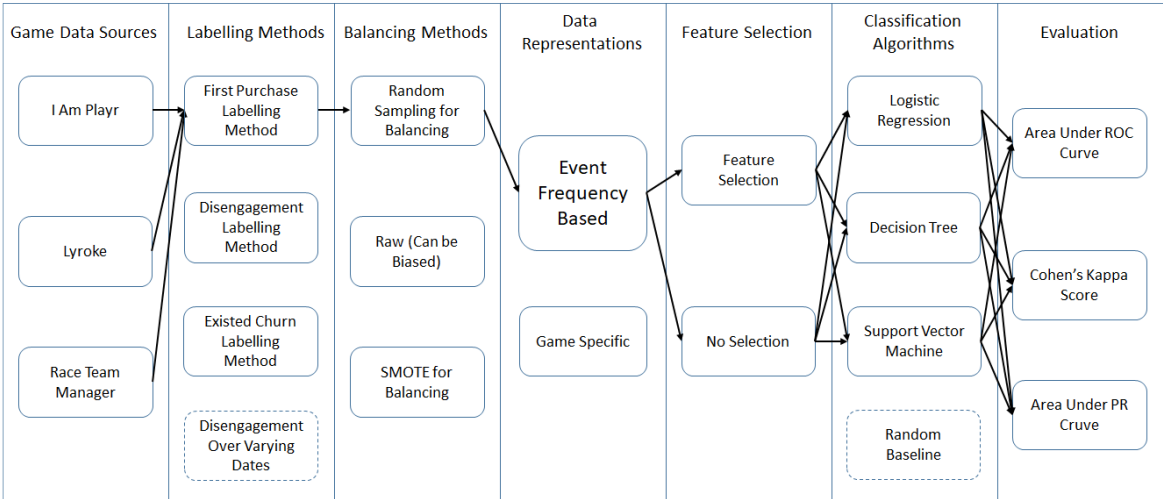 Game Data Sources
Labelling Methods
Balancing Methods
Data
Representations
Feature Selection
Classification
Algorithms
Evaluation
I Am Playr
Lyroke
Race Team
Manager
First Purchase
Labelling
Method
Disengagement
Labelling
Method
Existed Churn
Labelling
Method
Disengagement
Over Varying
Dates
Random
Sampling for
Balancing
Raw (Can be
Biased)
SMOTE for
Balancing
Event
Frequency
Based
Game Specific
Feature
Selection
No Selection
Logistic
Regression
Decision Tree
Support Vector
Machine
Random
Baseline
Area Under ROC
Curve
Cohen's Kappa
Score
Area Under PR
Cruve